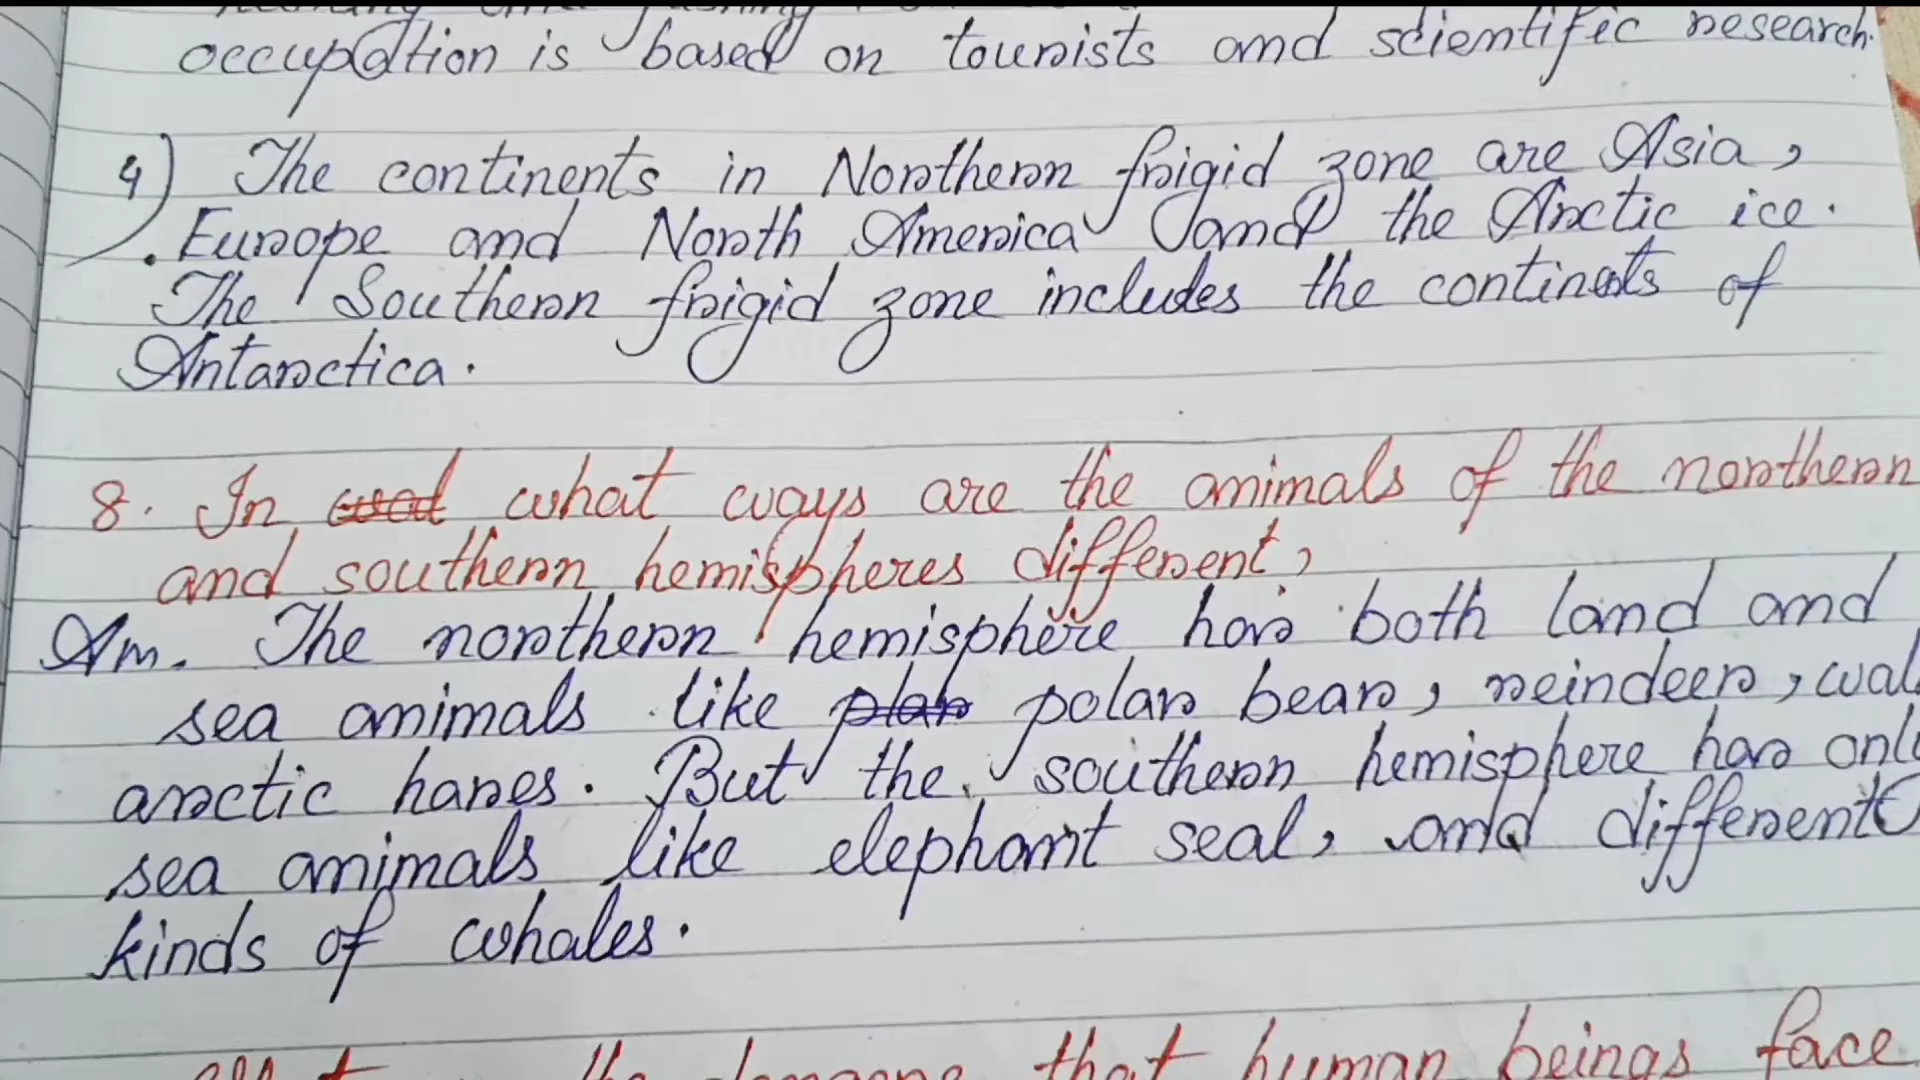 occupation is based on tourists and scientific research.
4) The continents in Northern frigid zone are Asia,
. Europe and North America and the Arctic ice.
The Southern frigid zone includes the continents of
Antarctica.
8. In what ways are the animals of the northern
and southern hemispheres different,
Am. The northern hemisphere has both land and
sea animals like polar bear, reindeer, wal
arctic hares. But the southern hemisphere has onl
sea animals like elephant seal, and different
kinds of whales.
the that human beings face